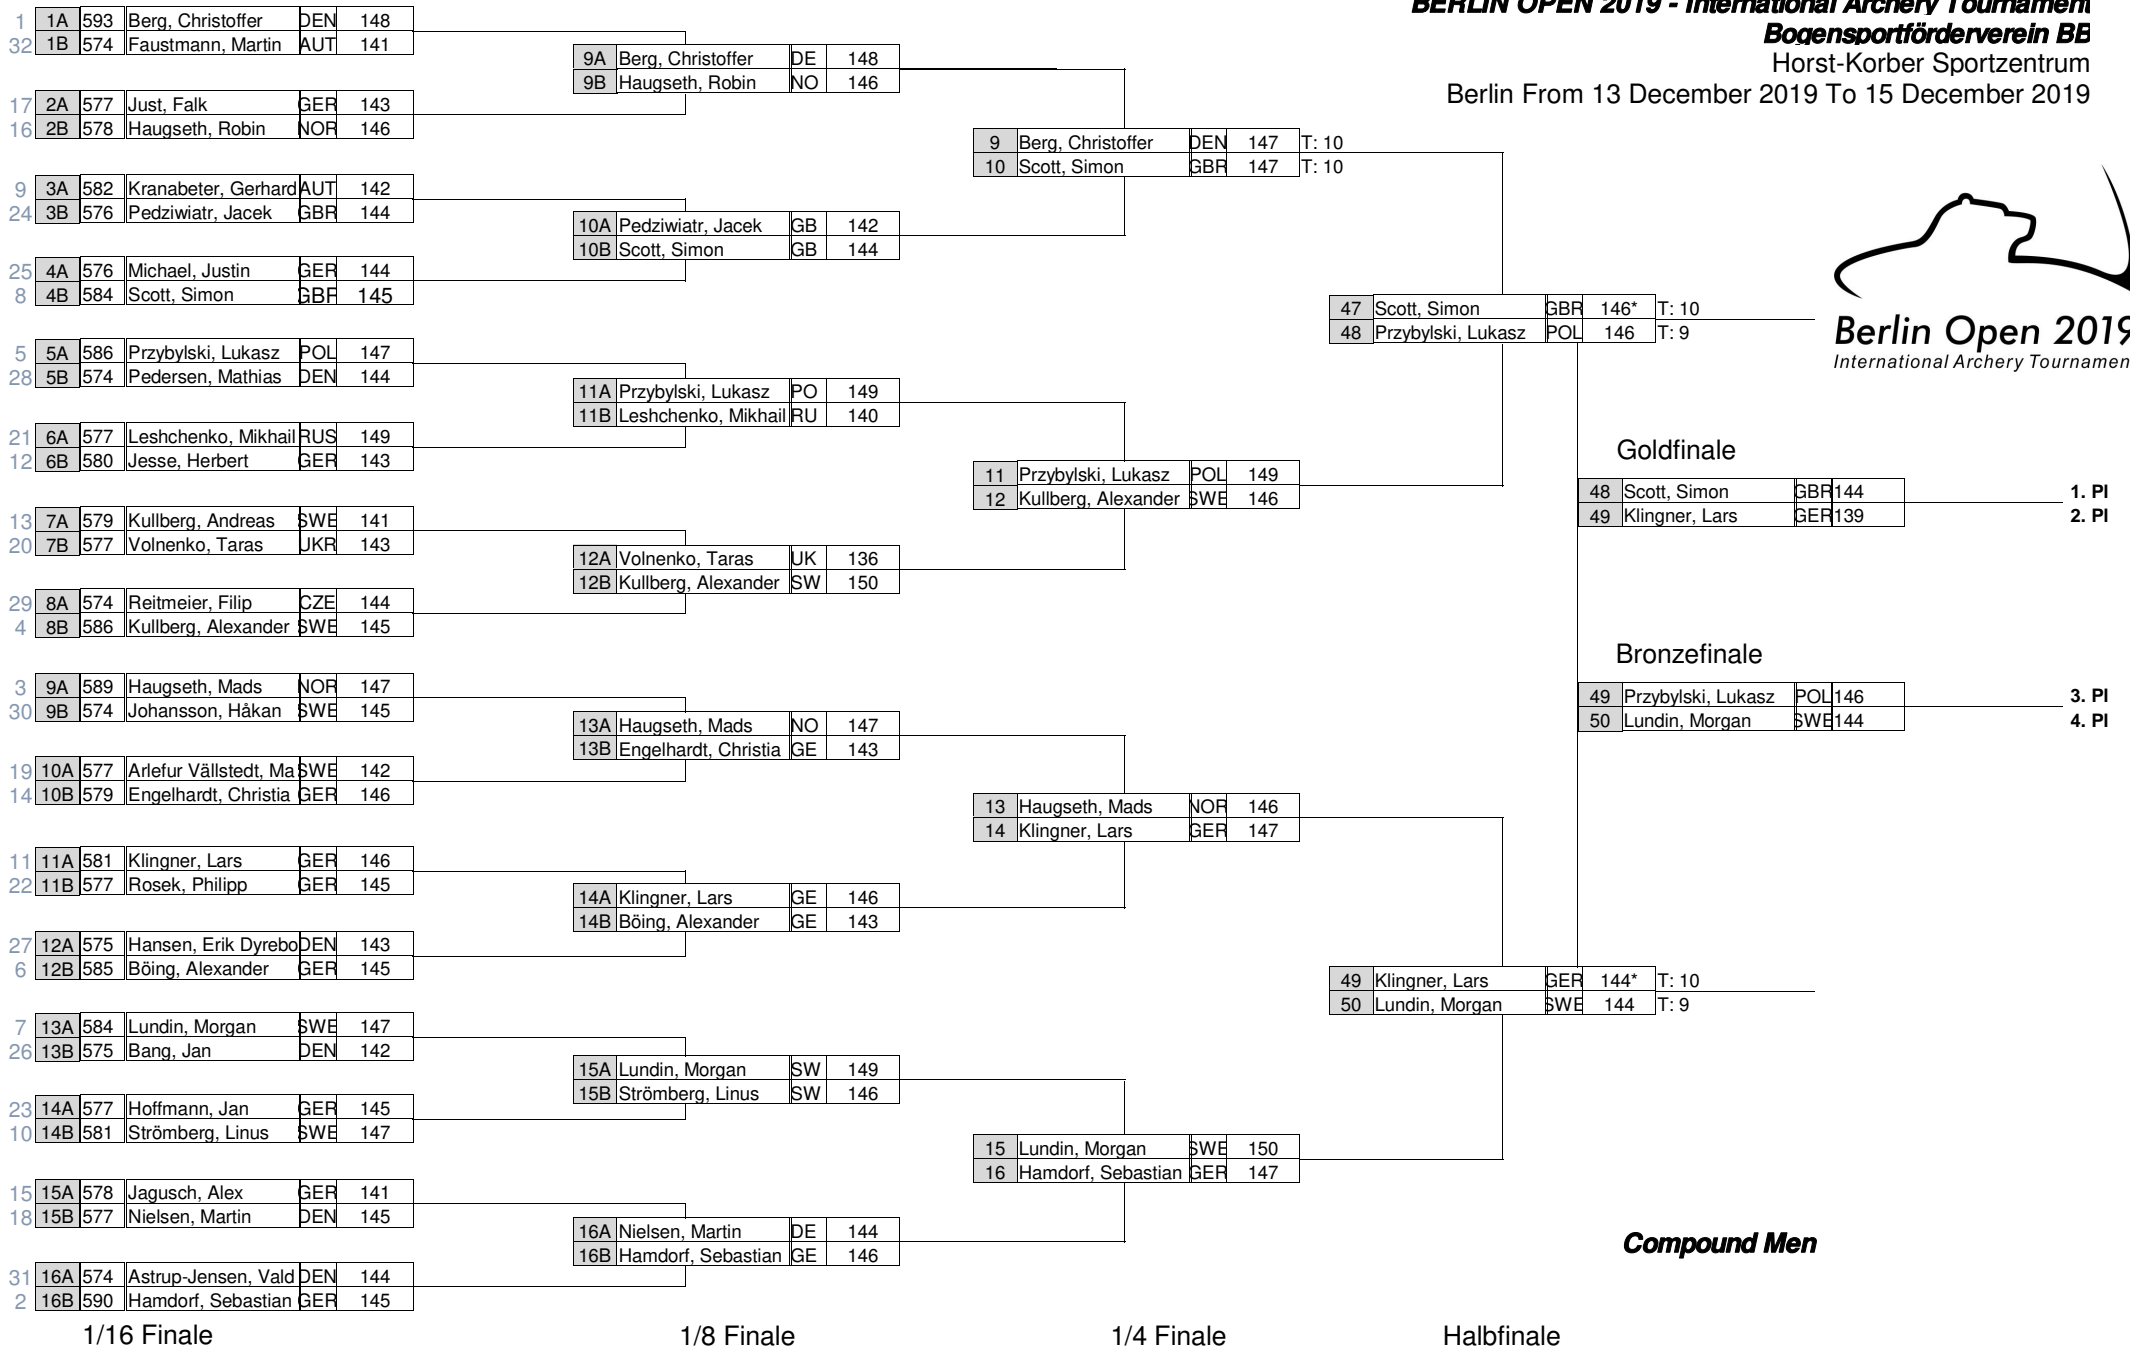 BERLIN OPEN 2019 - International Archery Tournament
Bogensportförderverein BB
Horst-Korber Sportzentrum
Berlin From 13 December 2019 To 15 December 2019
1 1A 593 Berg, Christoffer DEN 148
32 1B 574 Faustmann, Martin AUT 141
17 2A 577 Just, Falk GER 143
16 2B 578 Haugseth, Robin NOR 146
9 3A 582 Kranabeter, Gerhard AUT 142
24 3B 576 Pedziwiatr, Jacek GBR 144
25 4A 576 Michael, Justin GER 144
8 4B 584 Scott, Simon GBR 145
5 5A 586 Przybylski, Lukasz POL 147
28 5B 574 Pedersen, Mathias DEN 144
21 6A 577 Leshchenko, Mikhail RUS 149
12 6B 580 Jesse, Herbert GER 143
13 7A 579 Kullberg, Andreas SWE 141
20 7B 577 Volnenko, Taras UKR 143
29 8A 574 Reitmeier, Filip CZE 144
4 8B 586 Kullberg, Alexander SWE 145
3 9A 589 Haugseth, Mads NOR 147
30 9B 574 Johansson, Håkan SWE 145
19 10A 577 Arlefur Vällstedt, Ma SWE 142
14 10B 579 Engelhardt, Christia GER 146
11 11A 581 Klingner, Lars GER 146
22 11B 577 Rosek, Philipp GER 145
27 12A 575 Hansen, Erik Dyrebo DEN 143
6 12B 585 Böing, Alexander GER 145
7 13A 584 Lundin, Morgan SWE 147
26 13B 575 Bang, Jan DEN 142
23 14A 577 Hoffmann, Jan GER 145
10 14B 581 Strömberg, Linus SWE 147
15 15A 578 Jagusch, Alex GER 141
18 15B 577 Nielsen, Martin DEN 145
31 16A 574 Astrup-Jensen, Vald DEN 144
2 16B 590 Hamdorf, Sebastian GER 145
1/16 Finale
9A Berg, Christoffer DE 148
9B Haugseth, Robin NO 146
10A Pedziwiatr, Jacek GB 142
10B Scott, Simon GB 144
11A Przybylski, Lukasz PO 149
11B Leshchenko, Mikhail RU 140
12A Volnenko, Taras UK 136
12B Kullberg, Alexander SW 150
13A Haugseth, Mads NO 147
13B Engelhardt, Christia GE 143
14A Klingner, Lars GE 146
14B Böing, Alexander GE 143
15A Lundin, Morgan SW 149
15B Strömberg, Linus SW 146
16A Nielsen, Martin DE 144
16B Hamdorf, Sebastian GE 146
1/8 Finale
9 Berg, Christoffer DEN 147 T: 10
10 Scott, Simon GBR 147 T: 10
11 Przybylski, Lukasz POL 149
12 Kullberg, Alexander SWE 146
13 Haugseth, Mads NOR 146
14 Klingner, Lars GER 147
15 Lundin, Morgan SWE 150
16 Hamdorf, Sebastian GER 147
1/4 Finale
47 Scott, Simon GBR 146* T: 10
48 Przybylski, Lukasz POL 146 T: 9
49 Klingner, Lars GER 144* T: 10
50 Lundin, Morgan SWE 144 T: 9
Halbfinale
Berlin Open 2019
International Archery Tournamen
Goldfinale
48 Scott, Simon GBR 144 1. Pl
49 Klingner, Lars GER 139 2. Pl
Bronzefinale
49 Przybylski, Lukasz POL 146 3. Pl
50 Lundin, Morgan SWE 144 4. Pl
Compound Men